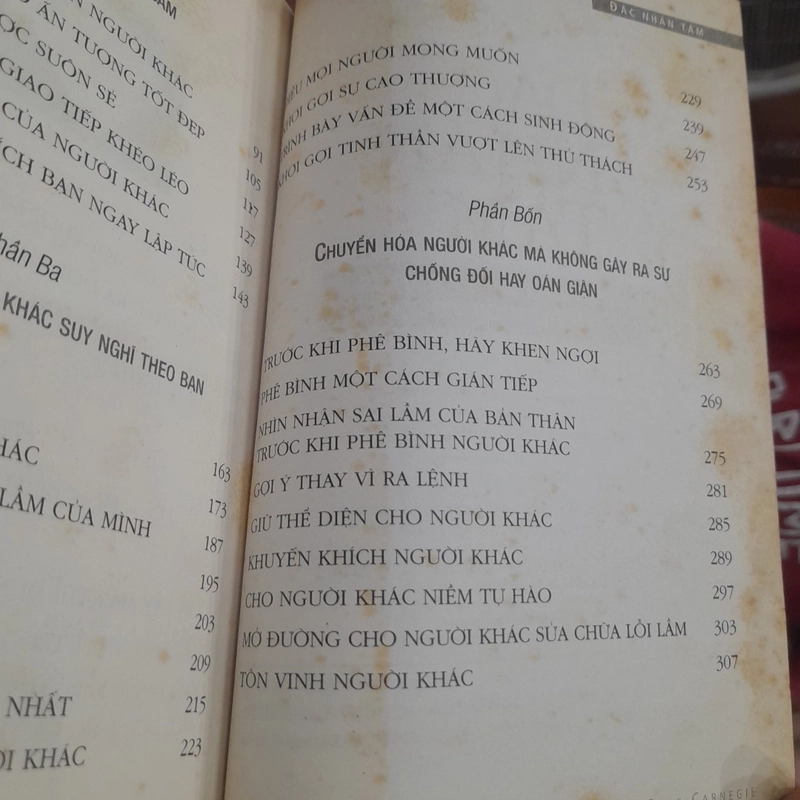 NGƯỜI KHÁC 91
ẤN TƯỢNG TỐT ĐẸP 105
SUÔN SẺ 117
GIAO TIẾP KHÉO LÉO 127
CỦA NGƯỜI KHÁC 139
BẠN NGAY LẬP TỨC 143
Phần Ba
KHÁC SUY NGHĨ THEO BẠN
163
LẦM CỦA MÌNH 173
187
195
203
209
NHẤT 215
KHÁC 223
ĐẮC NHÂN TÂM
MỌI NGƯỜI MONG MUỐN 229
KHƠI GỢI SỰ CAO THƯỢNG 239
TRÌNH BÀY VẤN ĐỀ MỘT CÁCH SINH ĐỘNG 247
KHƠI GỢI TINH THẦN VƯỢT LÊN THỬ THÁCH 253
Phần Bốn
CHUYỂN HÓA NGƯỜI KHÁC MÀ KHÔNG GÂY RA SỰ
CHỐNG ĐỐI HAY OÁN GIẬN
TRƯỚC KHI PHÊ BÌNH, HÃY KHEN NGỢI 263
PHÊ BÌNH MỘT CÁCH GIÁN TIẾP 269
NHÌN NHẬN SAI LẦM CỦA BẢN THÂN
TRƯỚC KHI PHÊ BÌNH NGƯỜI KHÁC 275
GỢI Ý THAY VÌ RA LỆNH 281
GIỮ THỂ DIỆN CHO NGƯỜI KHÁC 285
KHUYẾN KHÍCH NGƯỜI KHÁC 289
CHO NGƯỜI KHÁC NIỀM TỰ HÀO 297
MỞ ĐƯỜNG CHO NGƯỜI KHÁC SỬA CHỮA LỖI LẦM 303
TÔN VINH NGƯỜI KHÁC 307
CARNEGIE